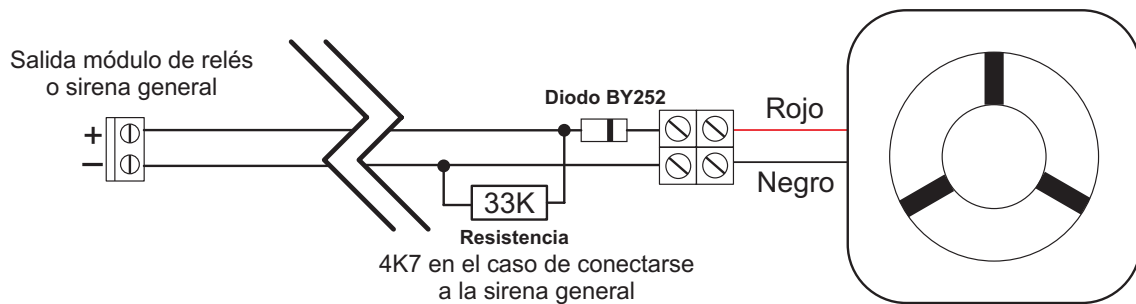 Salida módulo de relés
o sirena general
+
–
Diodo BY252
Rojo
Negro
33K
Resistencia
4K7 en el caso de conectarse
a la sirena general